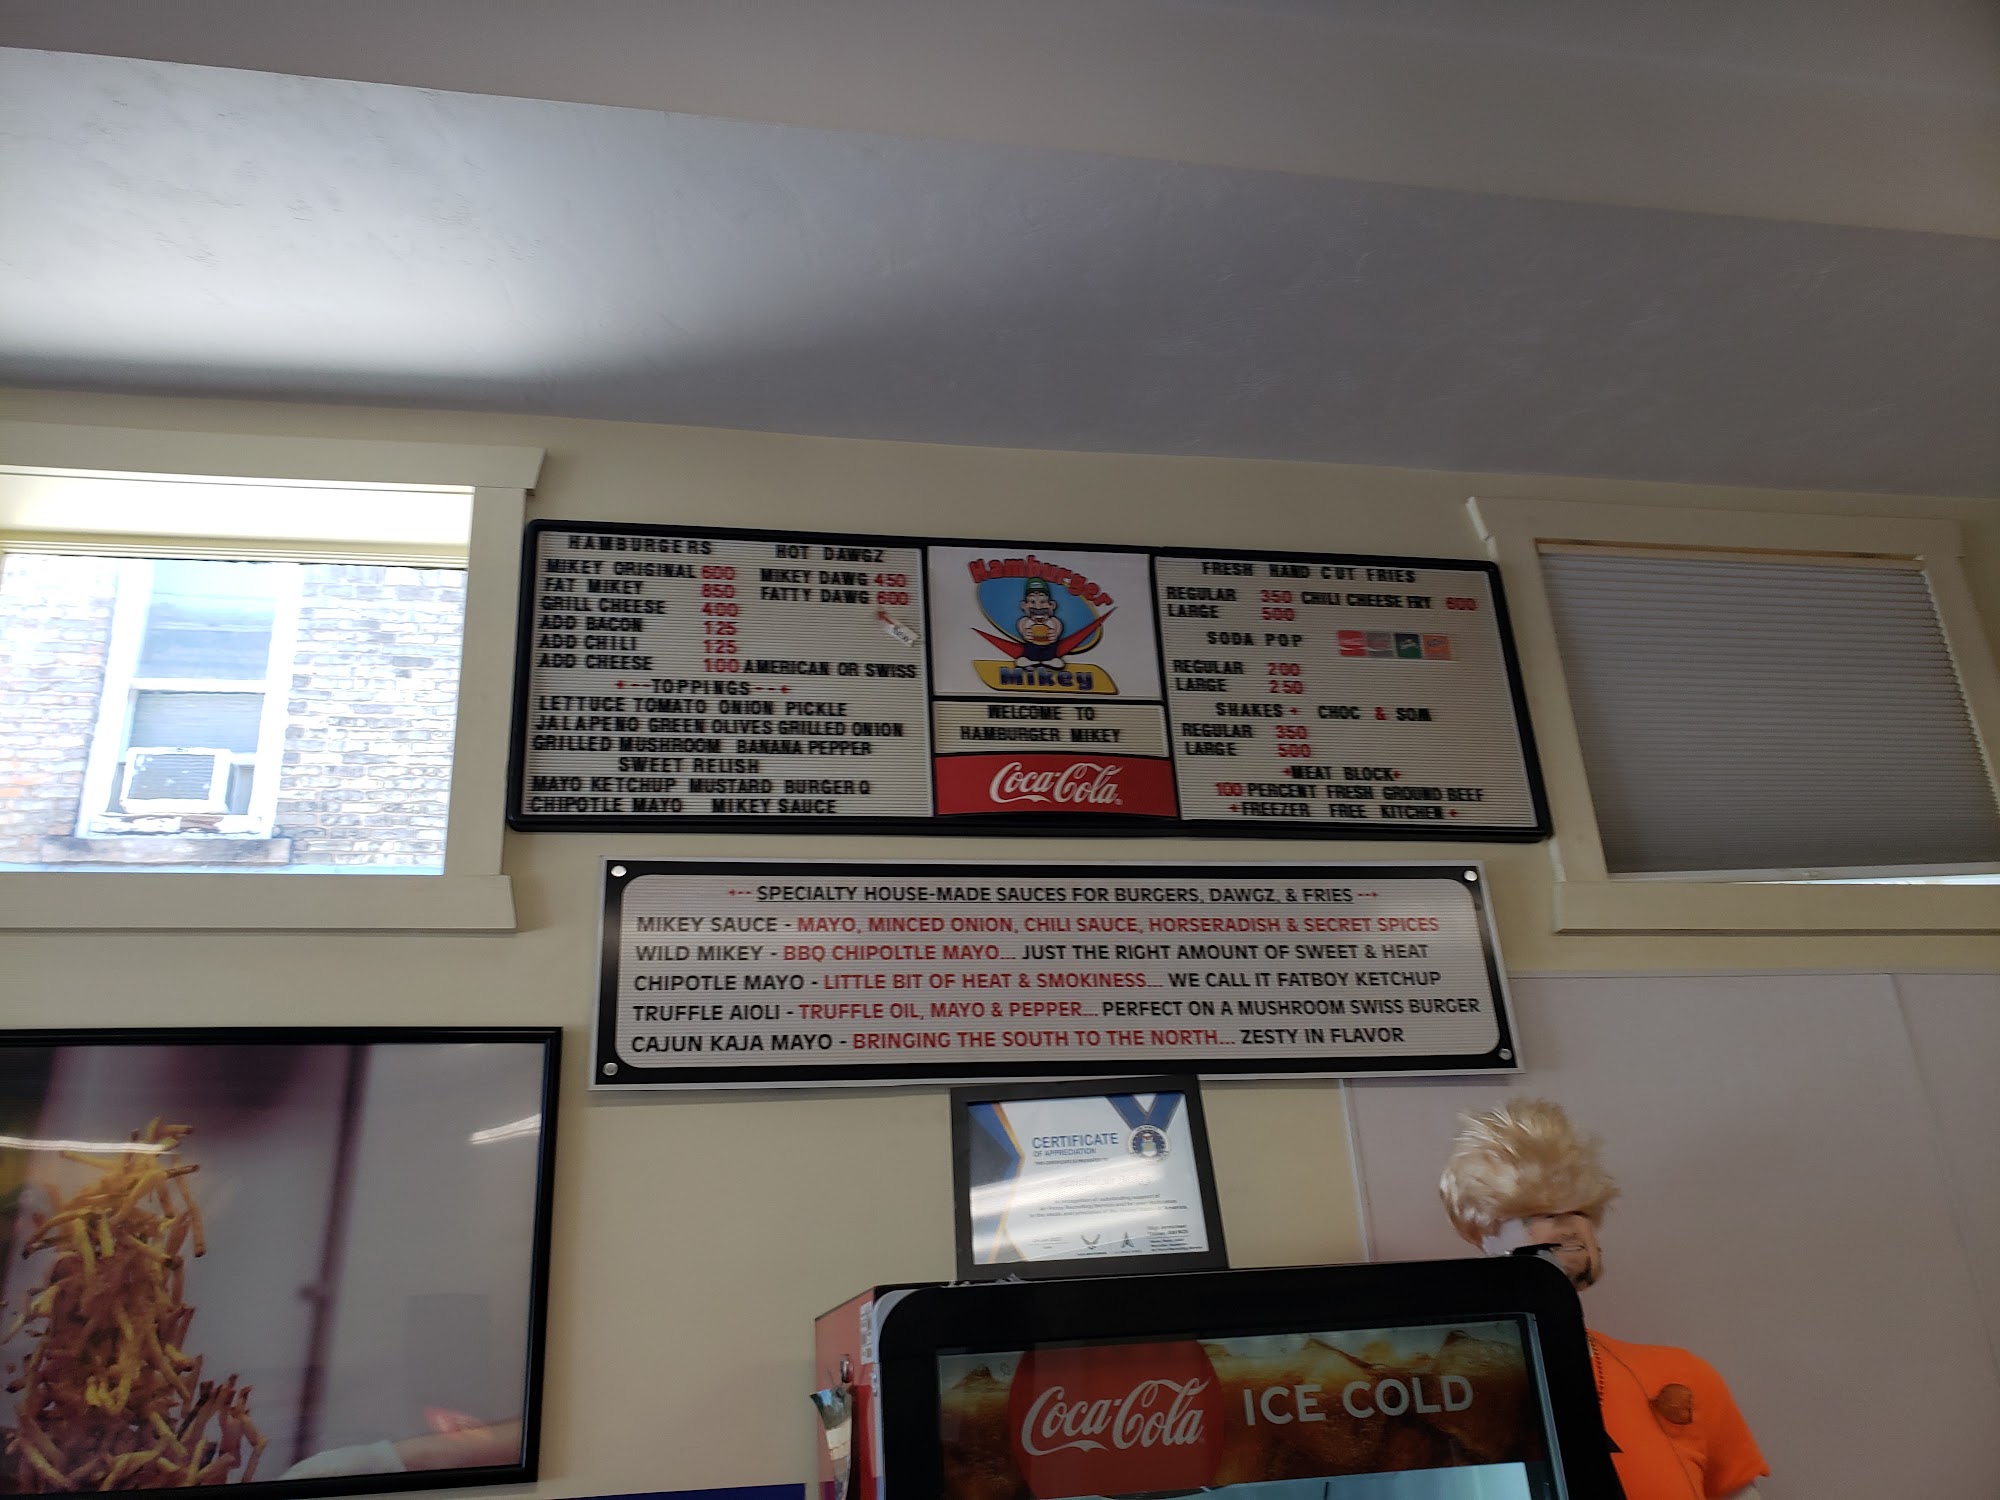 HAMBURGERS
MIKEY ORIGINAL 600
FAT MIKEY 850
GRILL CHEESE 400
ADD BACON 125
ADD CHILI 125
ADD CHEESE 100 AMERICAN OR SWISS
HOT DAWGZ
MIKEY DAWG 450
FATTY DAWG 600
+--TOPPINGS--+
LETTUCE TOMATO ONION PICKLE
JALAPENO GREEN OLIVES GRILLED ONION
GRILLED MUSHROOM BANANA PEPPER
SWEET RELISH
MAYO KETCHUP MUSTARD BURGER Q
CHIPOTLE MAYO MIKEY SAUCE
Hamburger
Mikey
WELCOME TO
HAMBURGER MIKEY
Coca-Cola
FRESH HAND CUT FRIES
REGULAR 350 CHILI CHEESE FRY 600
LARGE 500
SODA POP
REGULAR 200
LARGE 250
SHAKES + CHOC & SOM
REGULAR 350
LARGE 500
+MEAT BLOCK+
100 PERCENT FRESH GROUND BEEF
+FREEZER FREE KITCHEN+
+-- SPECIALTY HOUSE-MADE SAUCES FOR BURGERS, DAWGZ, & FRIES --+
MIKEY SAUCE - MAYO, MINCED ONION, CHILI SAUCE, HORSERADISH & SECRET SPICES
WILD MIKEY - BBQ CHIPOLTLE MAYO... JUST THE RIGHT AMOUNT OF SWEET & HEAT
CHIPOTLE MAYO - LITTLE BIT OF HEAT & SMOKINESS... WE CALL IT FATBOY KETCHUP
TRUFFLE AIOLI - TRUFFLE OIL, MAYO & PEPPER... PERFECT ON A MUSHROOM SWISS BURGER
CAJUN KAJA MAYO - BRINGING THE SOUTH TO THE NORTH... ZESTY IN FLAVOR
CERTIFICATE
OF APPRECIATION
Coca-Cola ICE COLD